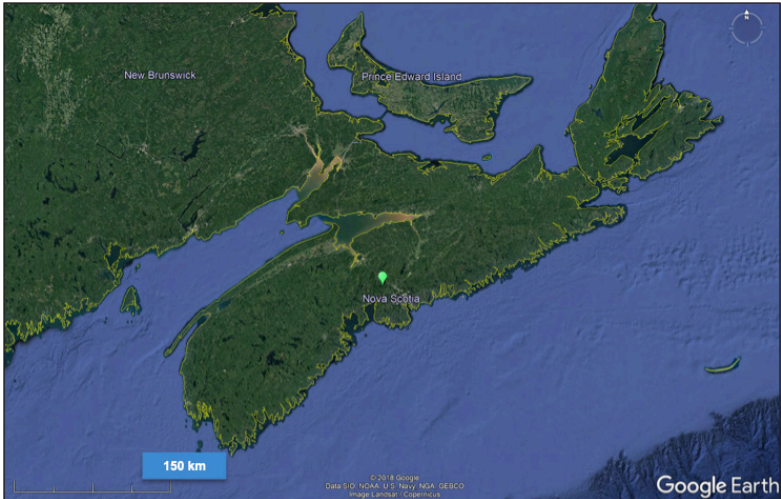 N
New Brunswick
Prince Edward Island
Nova Scotia
150 km
© 2018 Google
Data SIO, NOAA, U.S. Navy, NGA, GEBCO
Image Landsat / Copernicus
Google Earth